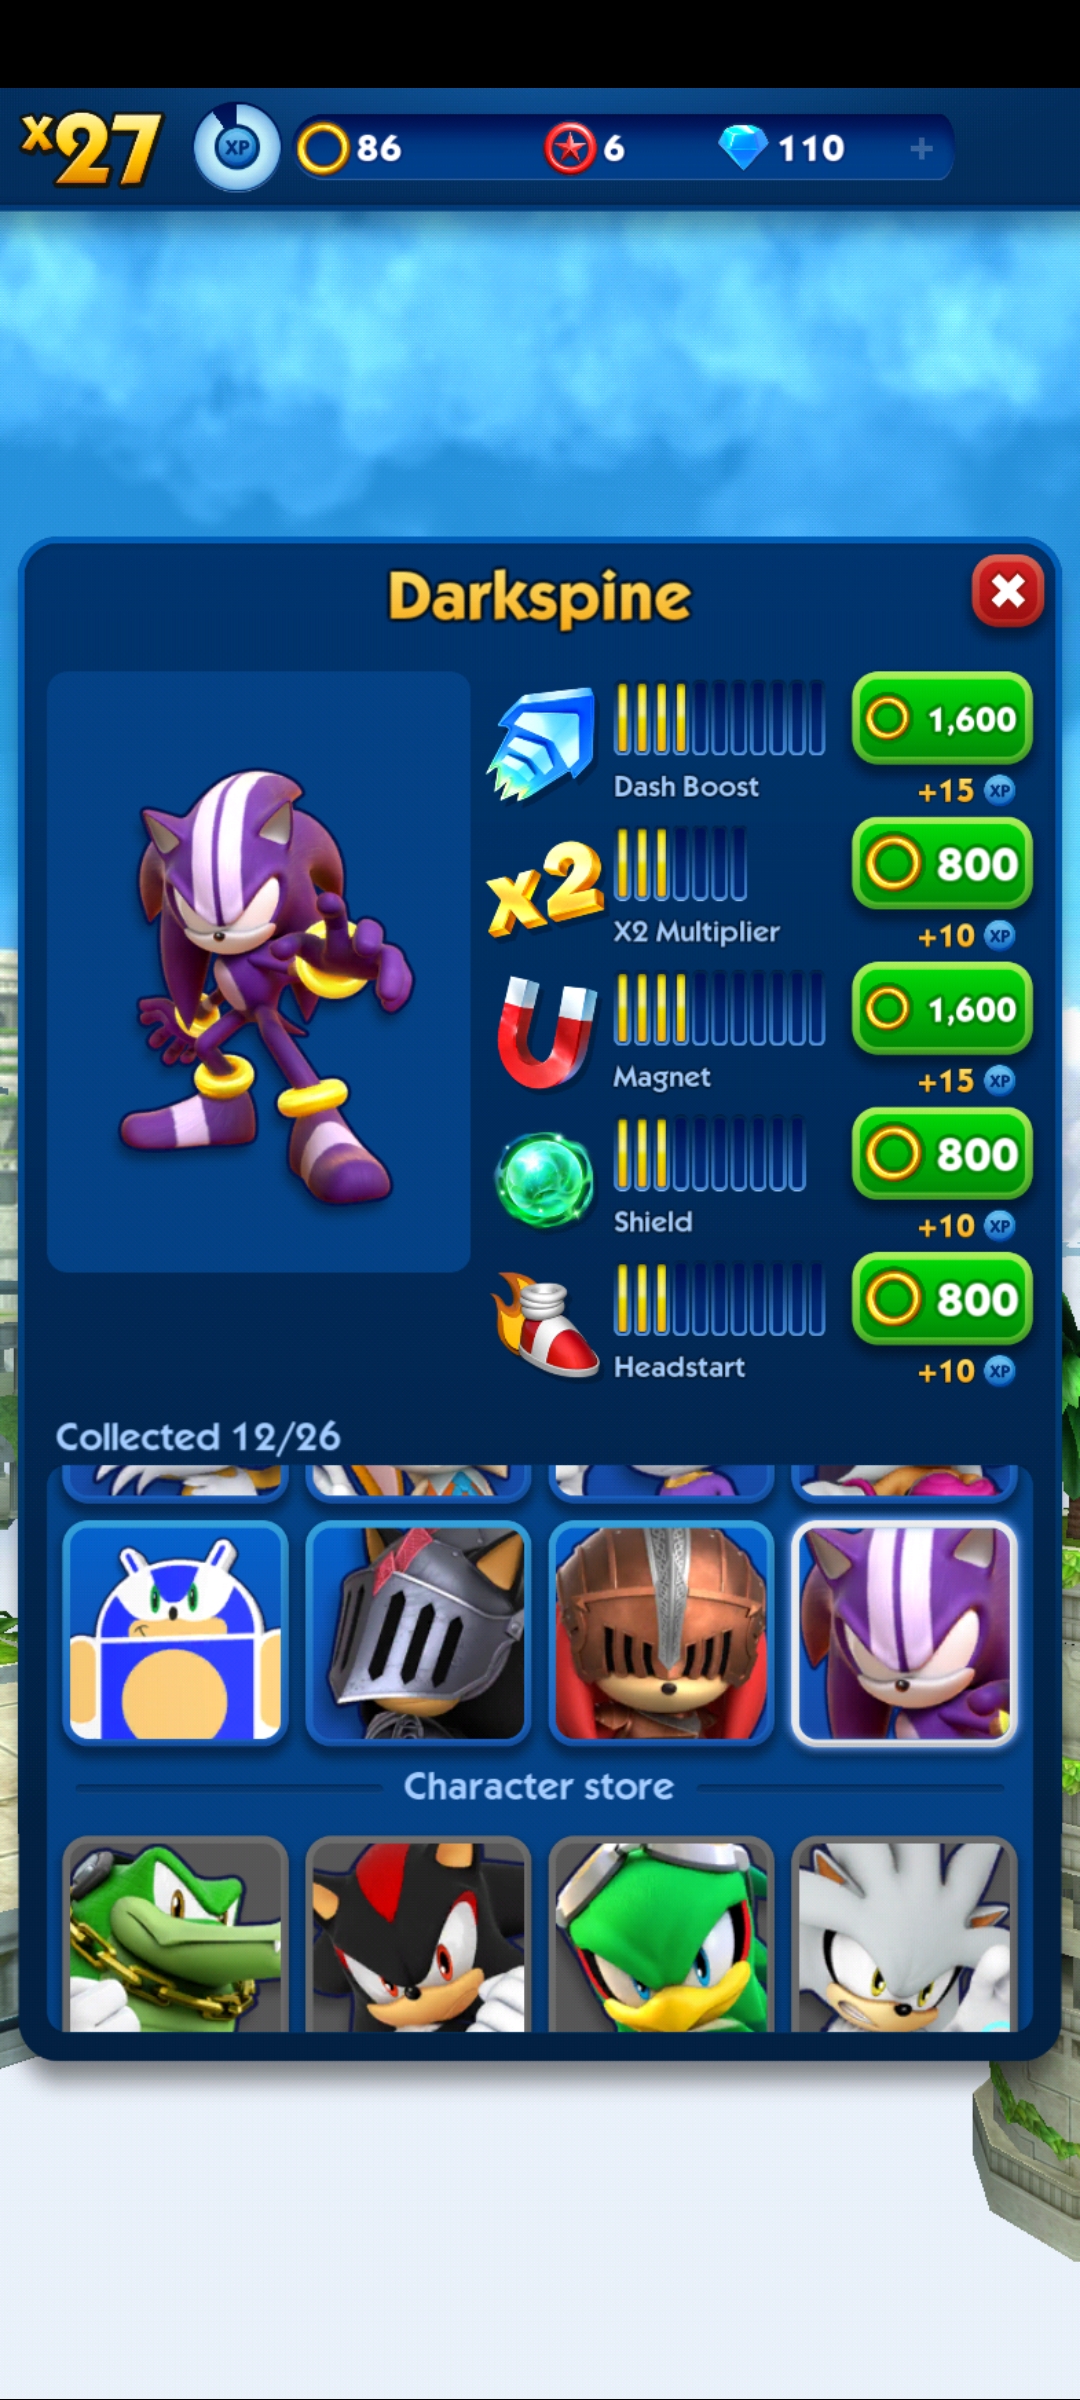 x27 XP 86 6 110 +
Darkspine
1,600
Dash Boost
+15 XP
x2
800
X2 Multiplier
+10 XP
1,600
Magnet
+15 XP
800
Shield
+10 XP
800
Headstart
+10 XP
Collected 12/26
Character store